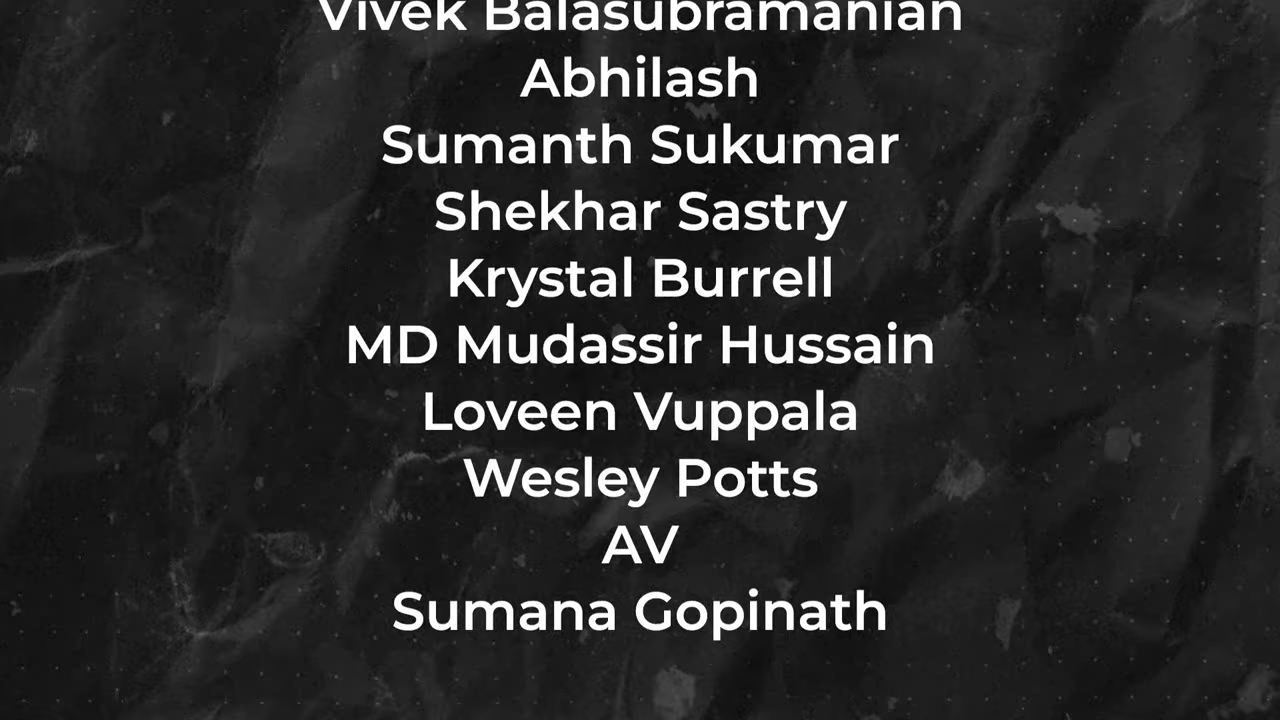 Vivek Balasubramanian
Abhilash
Sumanth Sukumar
Shekhar Sastry
Krystal Burrell
MD Mudassir Hussain
Loveen Vuppala
Wesley Potts
AV
Sumana Gopinath